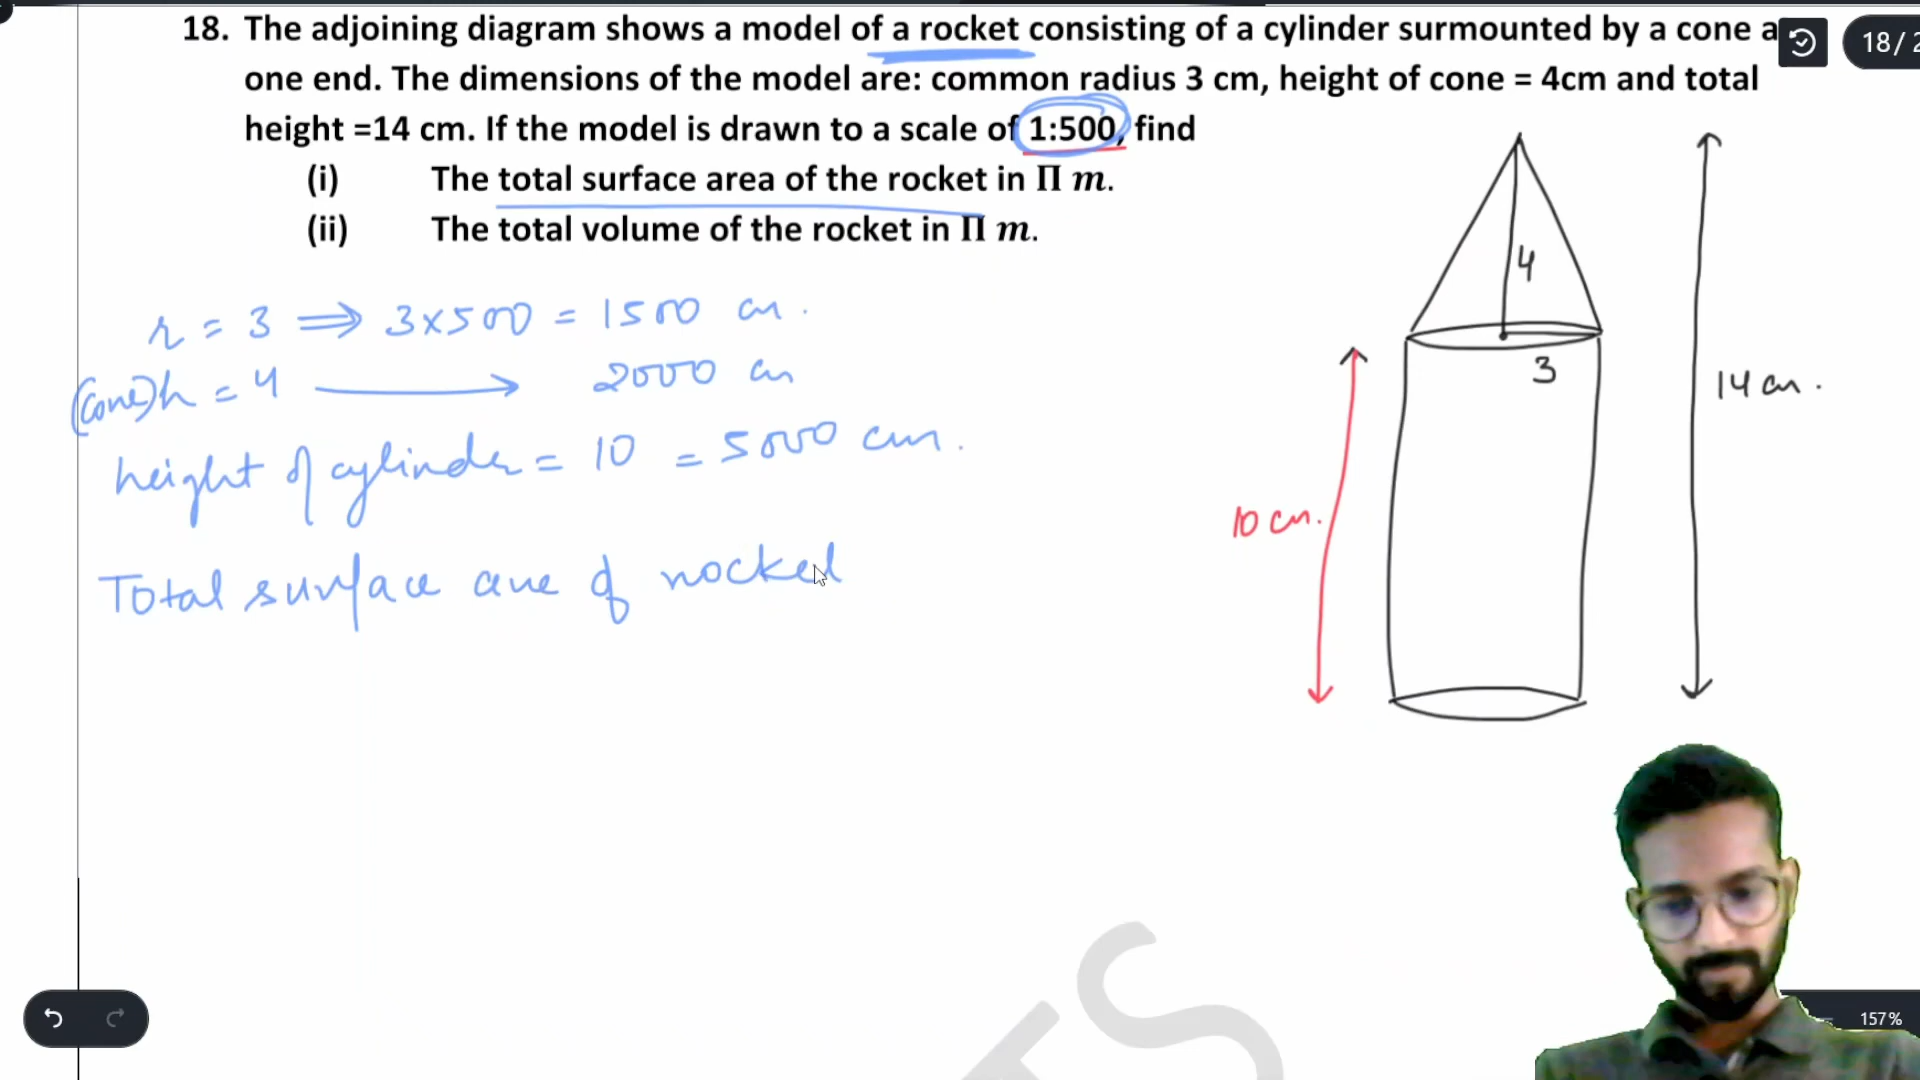 18. The adjoining diagram shows a model of a rocket consisting of a cylinder surmounted by a cone a
18/2
one end. The dimensions of the model are: common radius 3 cm, height of cone = 4cm and total
height =14 cm. If the model is drawn to a scale of 1:500, find
(i) The total surface area of the rocket in Π m.
(ii) The total volume of the rocket in Π m.
r = 3 ⟹ 3×500 = 1500 cm.
(cone)h = 4 → 2000 cm
height of cylinder = 10 = 5000 cm.
Total surface are of rocked
4
3
14 cm.
10 cm.
TS
157%